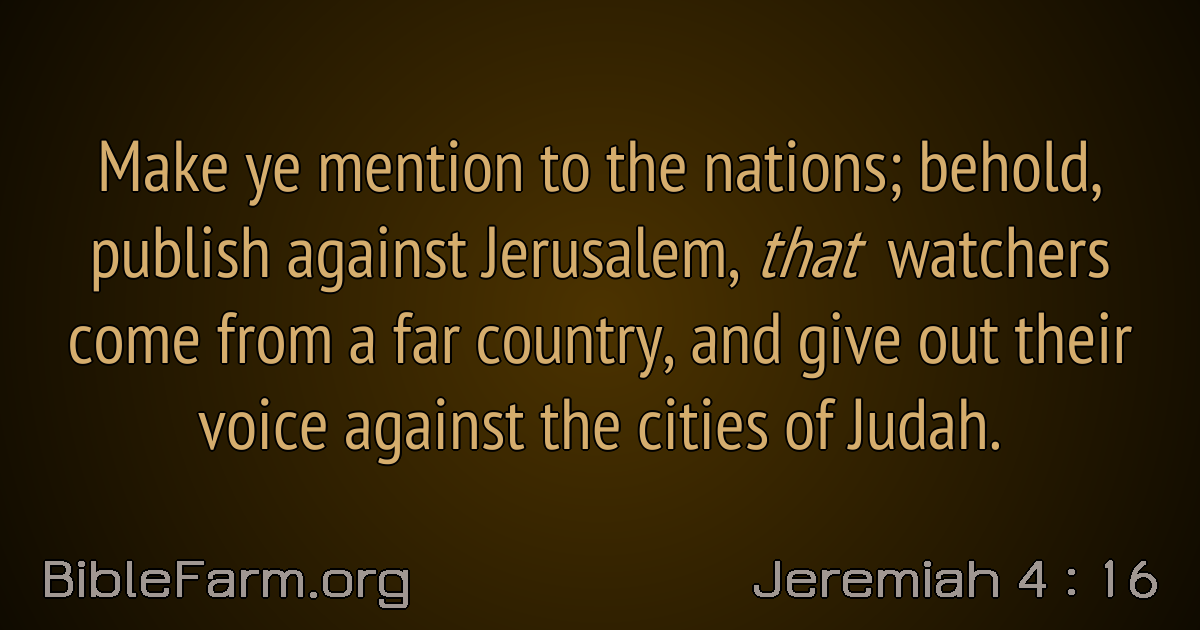 Make ye mention to the nations; behold,
publish against Jerusalem, that watchers
come from a far country, and give out their
voice against the cities of Judah.
BibleFarm.org
Jeremiah 4 : 16